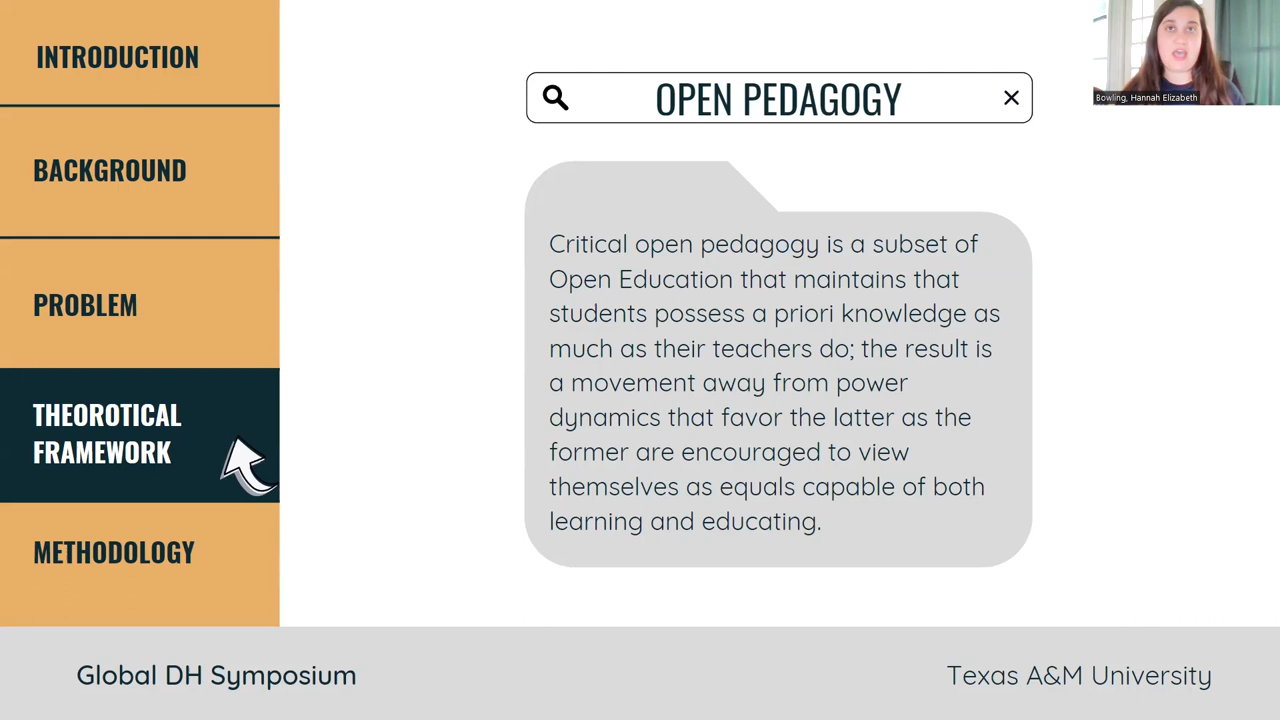 INTRODUCTION
BACKGROUND
PROBLEM
THEOROTICAL
FRAMEWORK
METHODOLOGY
OPEN PEDAGOGY
Critical open pedagogy is a subset of
Open Education that maintains that
students possess a priori knowledge as
much as their teachers do; the result is
a movement away from power
dynamics that favor the latter as the
former are encouraged to view
themselves as equals capable of both
learning and educating.
Bowling, Hannah Elizabeth
Global DH Symposium
Texas A&M University